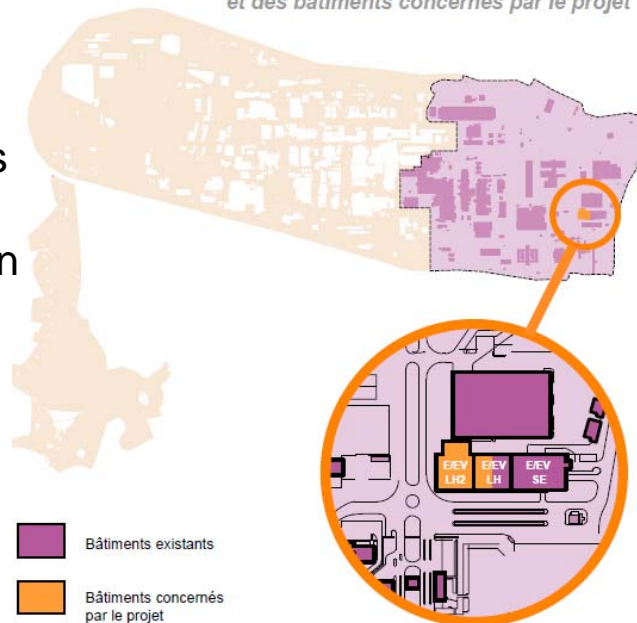 et des bâtiments concernés par le projet
s
n
E/EV LH2
E/EV LH
E/EV SE
Bâtiments existants
Bâtiments concernés
par le projet